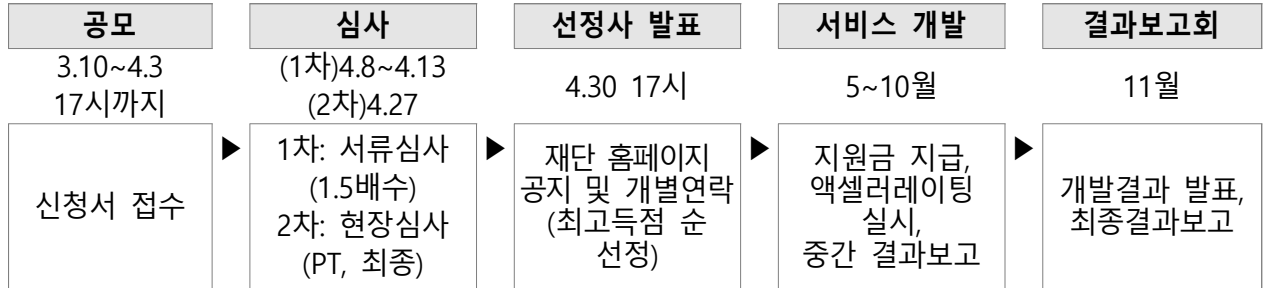 공모
3.10~4.3
17시까지
신청서 접수
▶
심사
(1차)4.8~4.13
(2차)4.27
1차: 서류심사
(1.5배수)
2차: 현장심사
(PT, 최종)
▶
선정사 발표
4.30 17시
재단 홈페이지
공지 및 개별연락
(최고득점 순
선정)
▶
서비스 개발
5~10월
지원금 지급,
액셀러레이팅
실시,
중간 결과보고
▶
결과보고회
11월
개발결과 발표,
최종결과보고